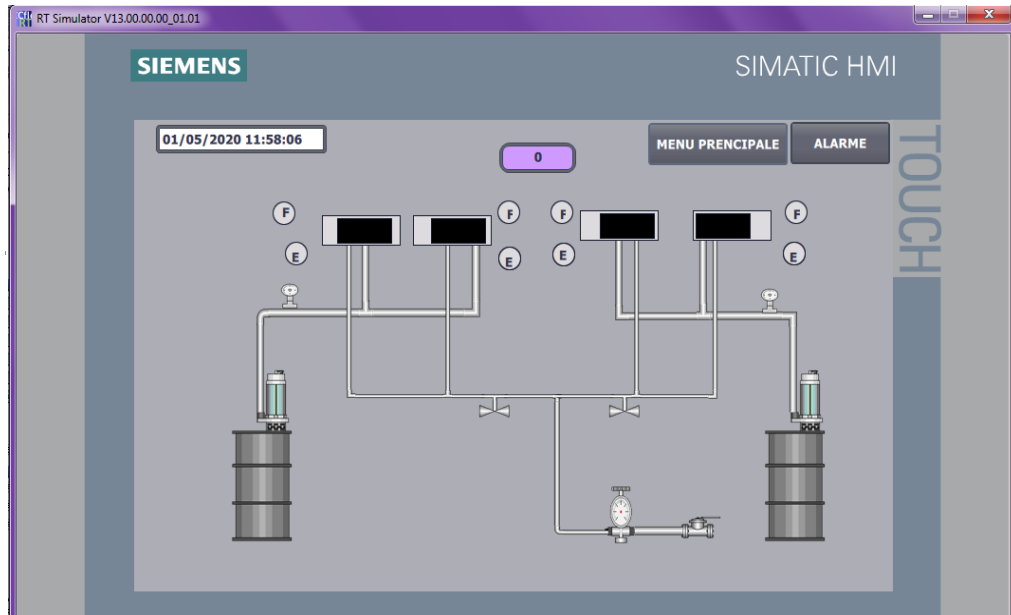 RT Simulator V13.00.00.00_01.01
SIEMENS
SIMATIC HMI
TOUCH
01/05/2020 11:58:06
0
MENU PRENCIPALE
ALARME
F
F
F
F
E
E
E
E